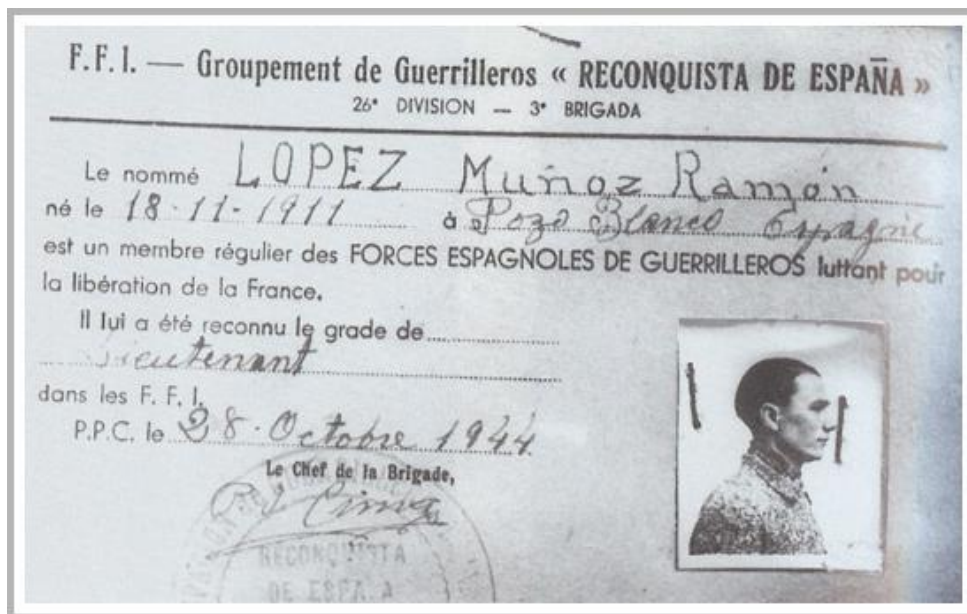 F. F. I. — Groupement de Guerrilleros « RECONQUISTA DE ESPAÑA »
26e DIVISION — 3e BRIGADA
Le nommé LOPEZ Muñoz Ramón
né le 18-11-1911 à Pozo Blanco Espagne
est un membre régulier des FORCES ESPAGNOLES DE GUERRILLEROS luttant pour
la libération de la France.
Il lui a été reconnu le grade de
Lieutenant
dans les F. F. I.
P.P.C. le 28 · Octobre 1944
Le Chef de la Brigade,
RECONQUISTA
DE ESPAÑA